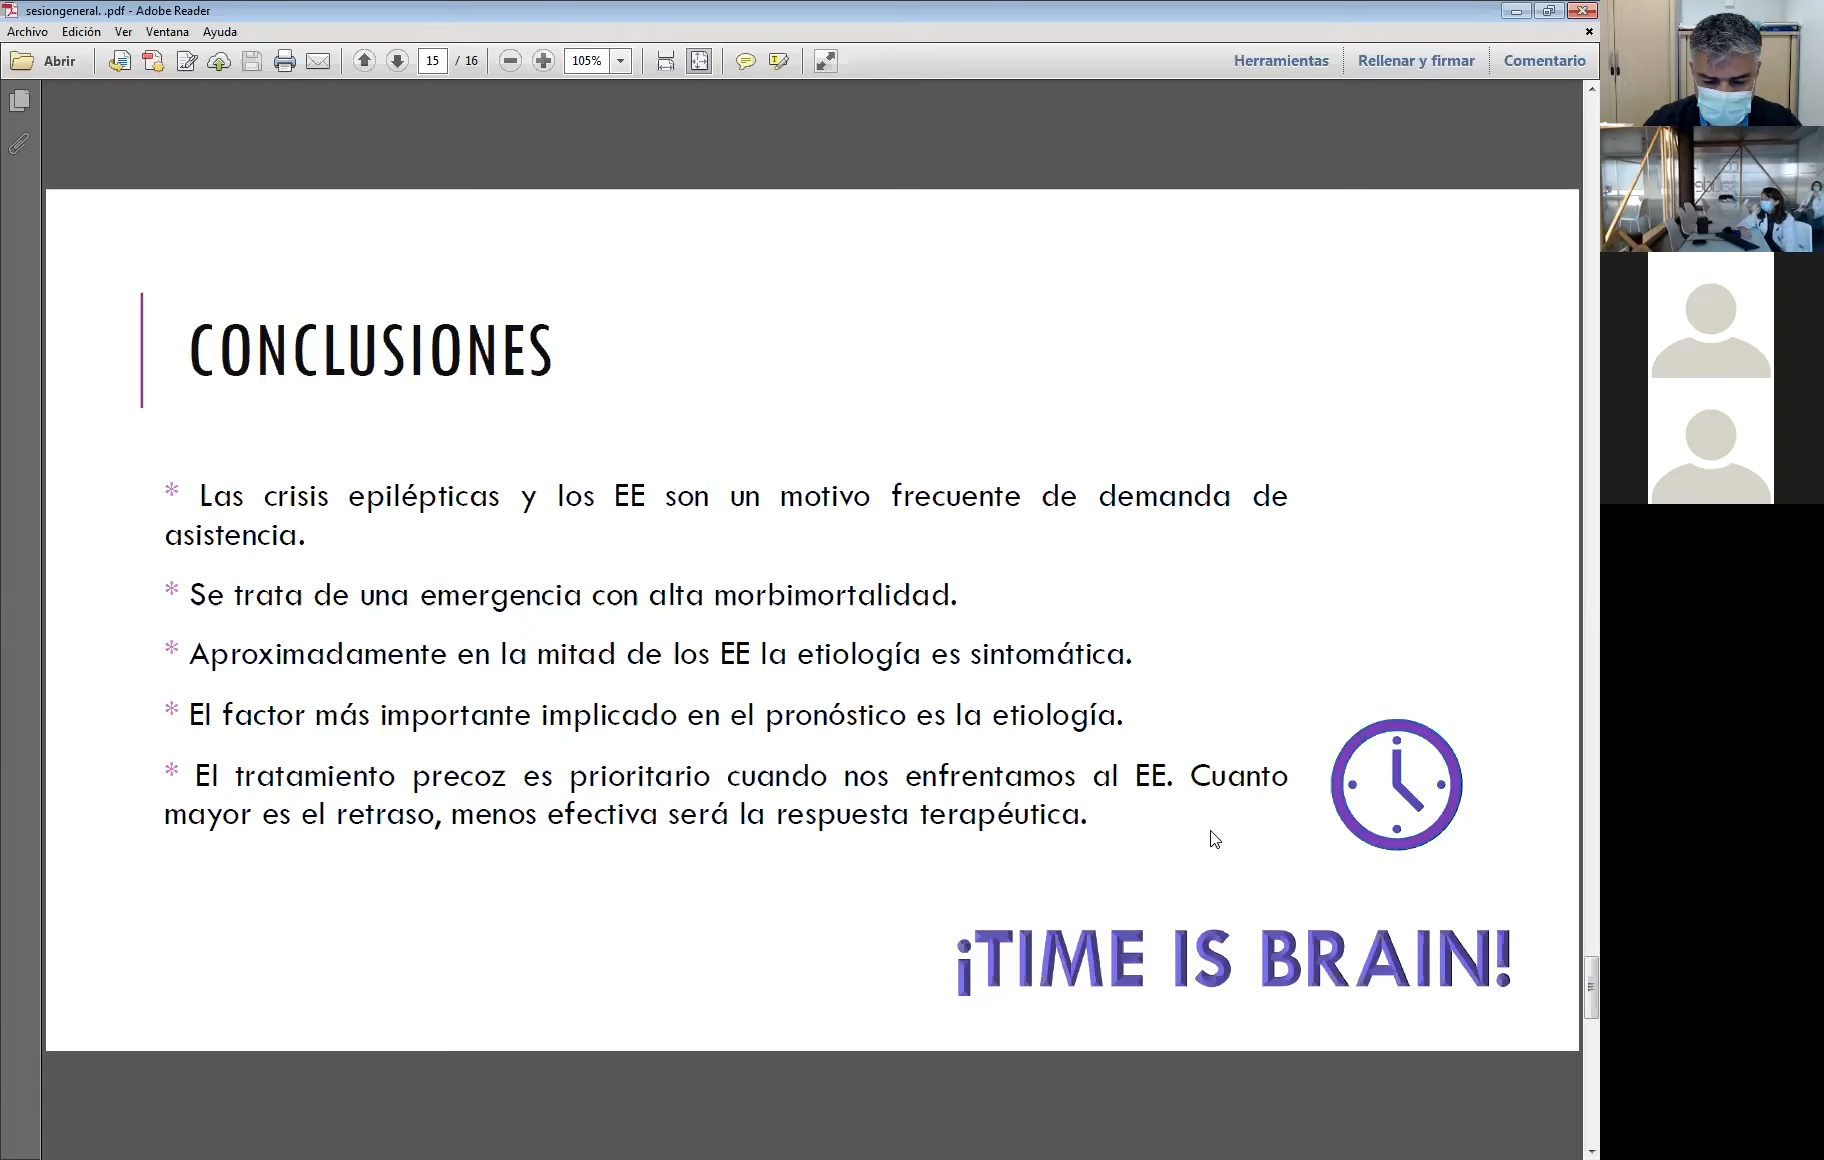 sesiongeneral. .pdf - Adobe Reader
Archivo Edición Ver Ventana Ayuda
Abrir 15 / 16 105% Herramientas Rellenar y firmar Comentario
CONCLUSIONES
* Las crisis epilépticas y los EE son un motivo frecuente de demanda de
asistencia.
* Se trata de una emergencia con alta morbimortalidad.
* Aproximadamente en la mitad de los EE la etiología es sintomática.
* El factor más importante implicado en el pronóstico es la etiología.
* El tratamiento precoz es prioritario cuando nos enfrentamos al EE. Cuanto
mayor es el retraso, menos efectiva será la respuesta terapéutica.
¡TIME IS BRAIN!